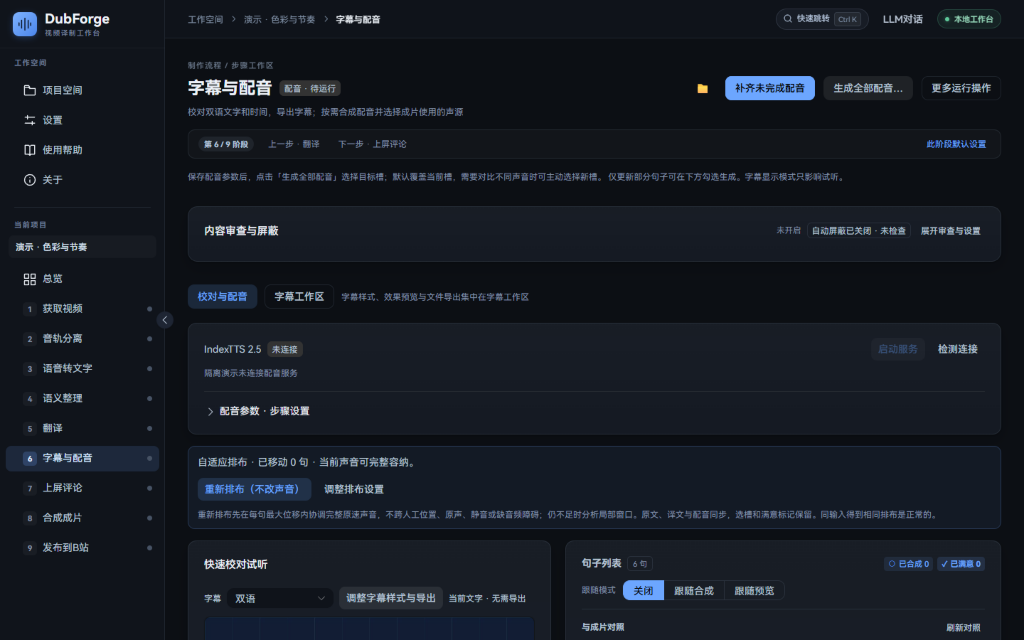 DubForge
视频译制工作台
工作空间
项目空间
设置
使用帮助
关于
当前项目
演示 · 色彩与节奏
总览
1 获取视频
2 音轨分离
3 语音转文字
4 语义整理
5 翻译
6 字幕与配音
7 上屏评论
8 合成成片
9 发布到B站
工作空间 > 演示 · 色彩与节奏 > 字幕与配音
快速跳转 Ctrl K LLM对话 本地工作台
制作流程 / 步骤工作区
字幕与配音 配音 · 待运行
补齐未完成配音 生成全部配音... 更多运行操作
校对双语文字和时间，导出字幕；按需合成配音并选择成片使用的声源
第 6 / 9 阶段 上一步 · 翻译 下一步 · 上屏评论 此阶段默认设置
保存配音参数后，点击「生成全部配音」选择目标槽；默认覆盖当前槽，需要对比不同声音时可主动选择新槽。 仅更新部分句子可在下方勾选生成。字幕显示模式只影响试听。
内容审查与屏蔽 未开启 自动屏蔽已关闭 · 未检查 展开审查与设置
校对与配音 字幕工作区 字幕样式、效果预览与文件导出集中在字幕工作区
IndexTTS 2.5 未连接 启动服务 检测连接
隔离演示未连接配音服务
配音参数 · 步骤设置
自适应排布 · 已移动 0 句 · 当前声音可完整容纳。
重新排布（不改声音） 调整排布设置
重新排布先在每句最大位移内协调完整原速声音，不跨人工位置、原声、静音或缺音频障碍；仍不足时分析局部窗口。原文、译文与配音同步，选槽和满意标记保留。同输入得到相同排布是正常的。
快速校对试听
字幕 双语 调整字幕样式与导出 当前文字 · 无需导出
句子列表 6 句 已合成 0 ✓ 已满意 0
跟随模式 关闭 跟随合成 跟随预览
与成片对照 刷新对照